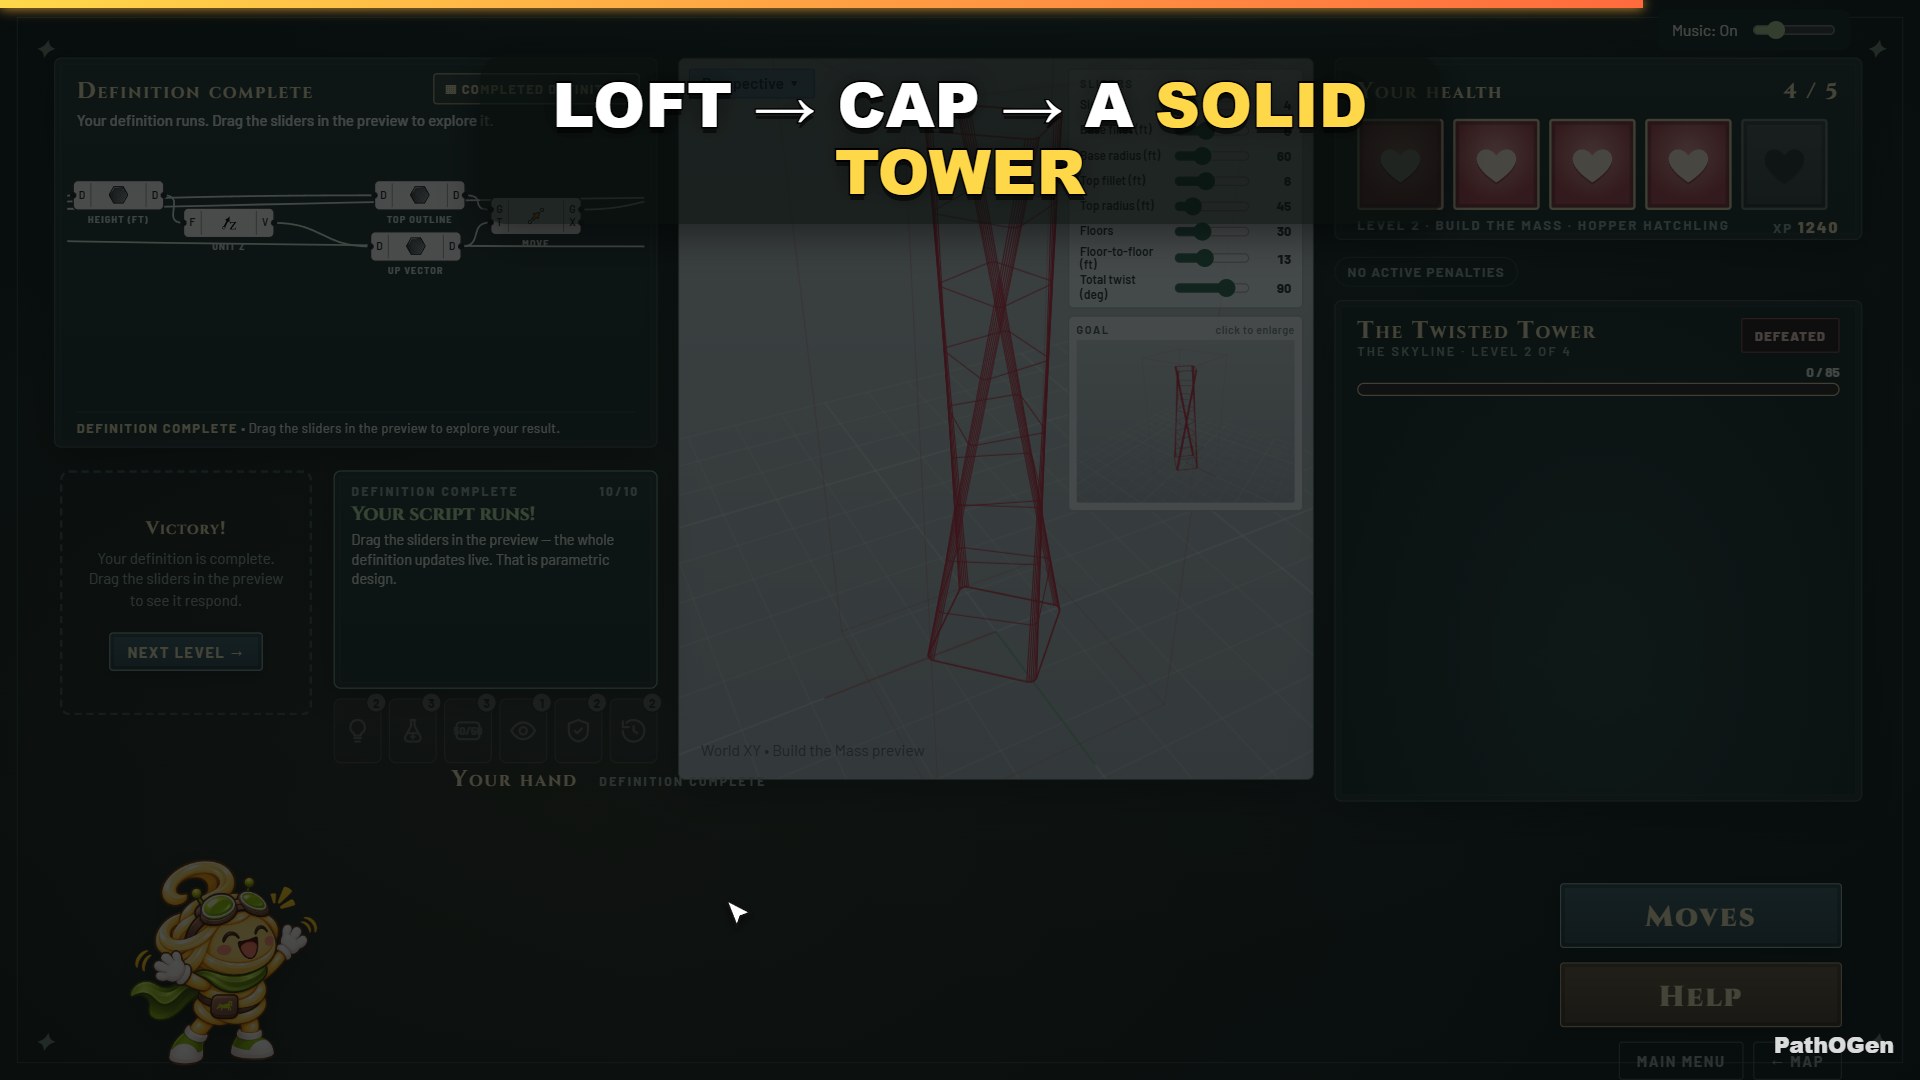 Music: On
DEFINITION COMPLETE
Your definition runs. Drag the sliders in the preview to explore it.
LOFT → CAP → A SOLID
TOWER
D D
HEIGHT (FT)
F V
UNIT Z
D D
TOP OUTLINE
D D
UP VECTOR
G G
T X
MOVE
DEFINITION COMPLETE • Drag the sliders in the preview to explore your result.
Base radius (ft) 80
Top fillet (ft) 6
Top radius (ft) 45
Floors 30
Floor-to-floor (ft) 13
Total twist (deg) 90
GOAL click to enlarge
World XY • Build the Mass preview
YOUR HEALTH 4 / 5
LEVEL 2 · BUILD THE MASS · HOPPER HATCHLING XP 1240
NO ACTIVE PENALTIES
THE TWISTED TOWER
THE SKYLINE · LEVEL 2 OF 4
DEFEATED
0 / 85
VICTORY!
Your definition is complete.
Drag the sliders in the preview
to see it respond.
NEXT LEVEL →
DEFINITION COMPLETE 10/10
YOUR SCRIPT RUNS!
Drag the sliders in the preview — the whole
definition updates live. That is parametric
design.
2 3 3 1 2 2
YOUR HAND DEFINITION COMPLETE
MOVES
HELP
PathOGen
MAIN MENU
← MAP